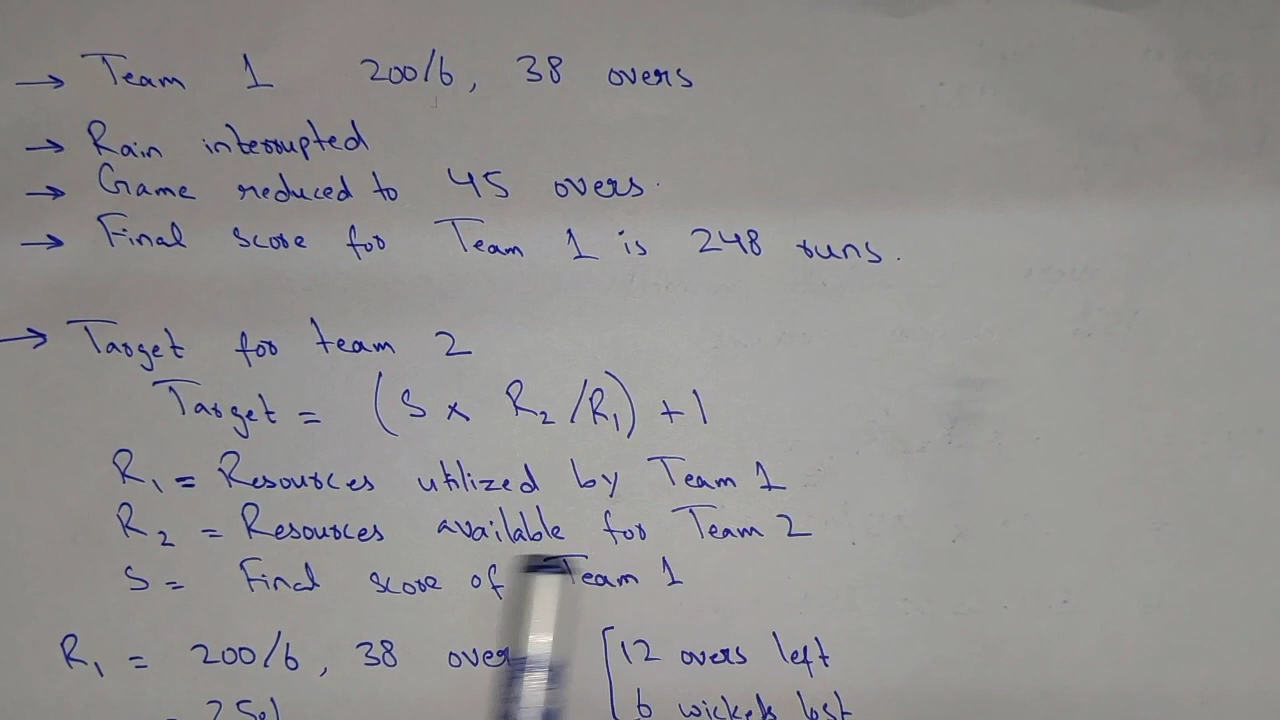 → Team 1 200/6, 38 overs
→ Rain interrupted
→ Game reduced to 45 overs.
→ Final score for Team 1 is 248 runs.
→ Target for team 2
Target = (S x R₂/R₁) + 1
R₁ = Resources utilized by Team 1
R₂ = Resources available for Team 2
S = Final score of Team 1
R₁ = 200/6, 38 over [12 overs left
6 wickets lost